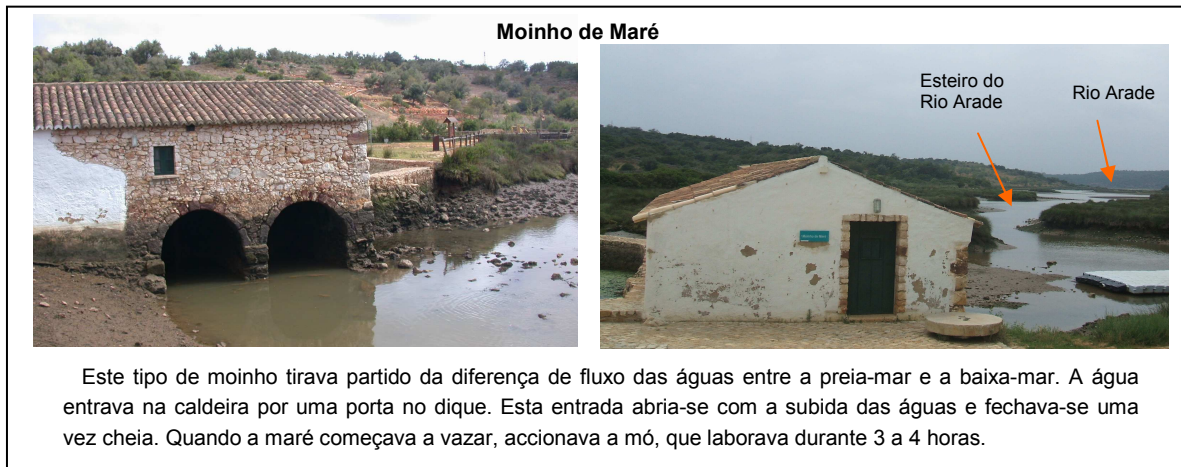 Moinho de Maré
Esteiro do
Rio Arade
Rio Arade
Este tipo de moinho tirava partido da diferença de fluxo das águas entre a preia-mar e a baixa-mar. A água
entrava na caldeira por uma porta no dique. Esta entrada abria-se com a subida das águas e fechava-se uma
vez cheia. Quando a maré começava a vazar, accionava a mó, que laborava durante 3 a 4 horas.